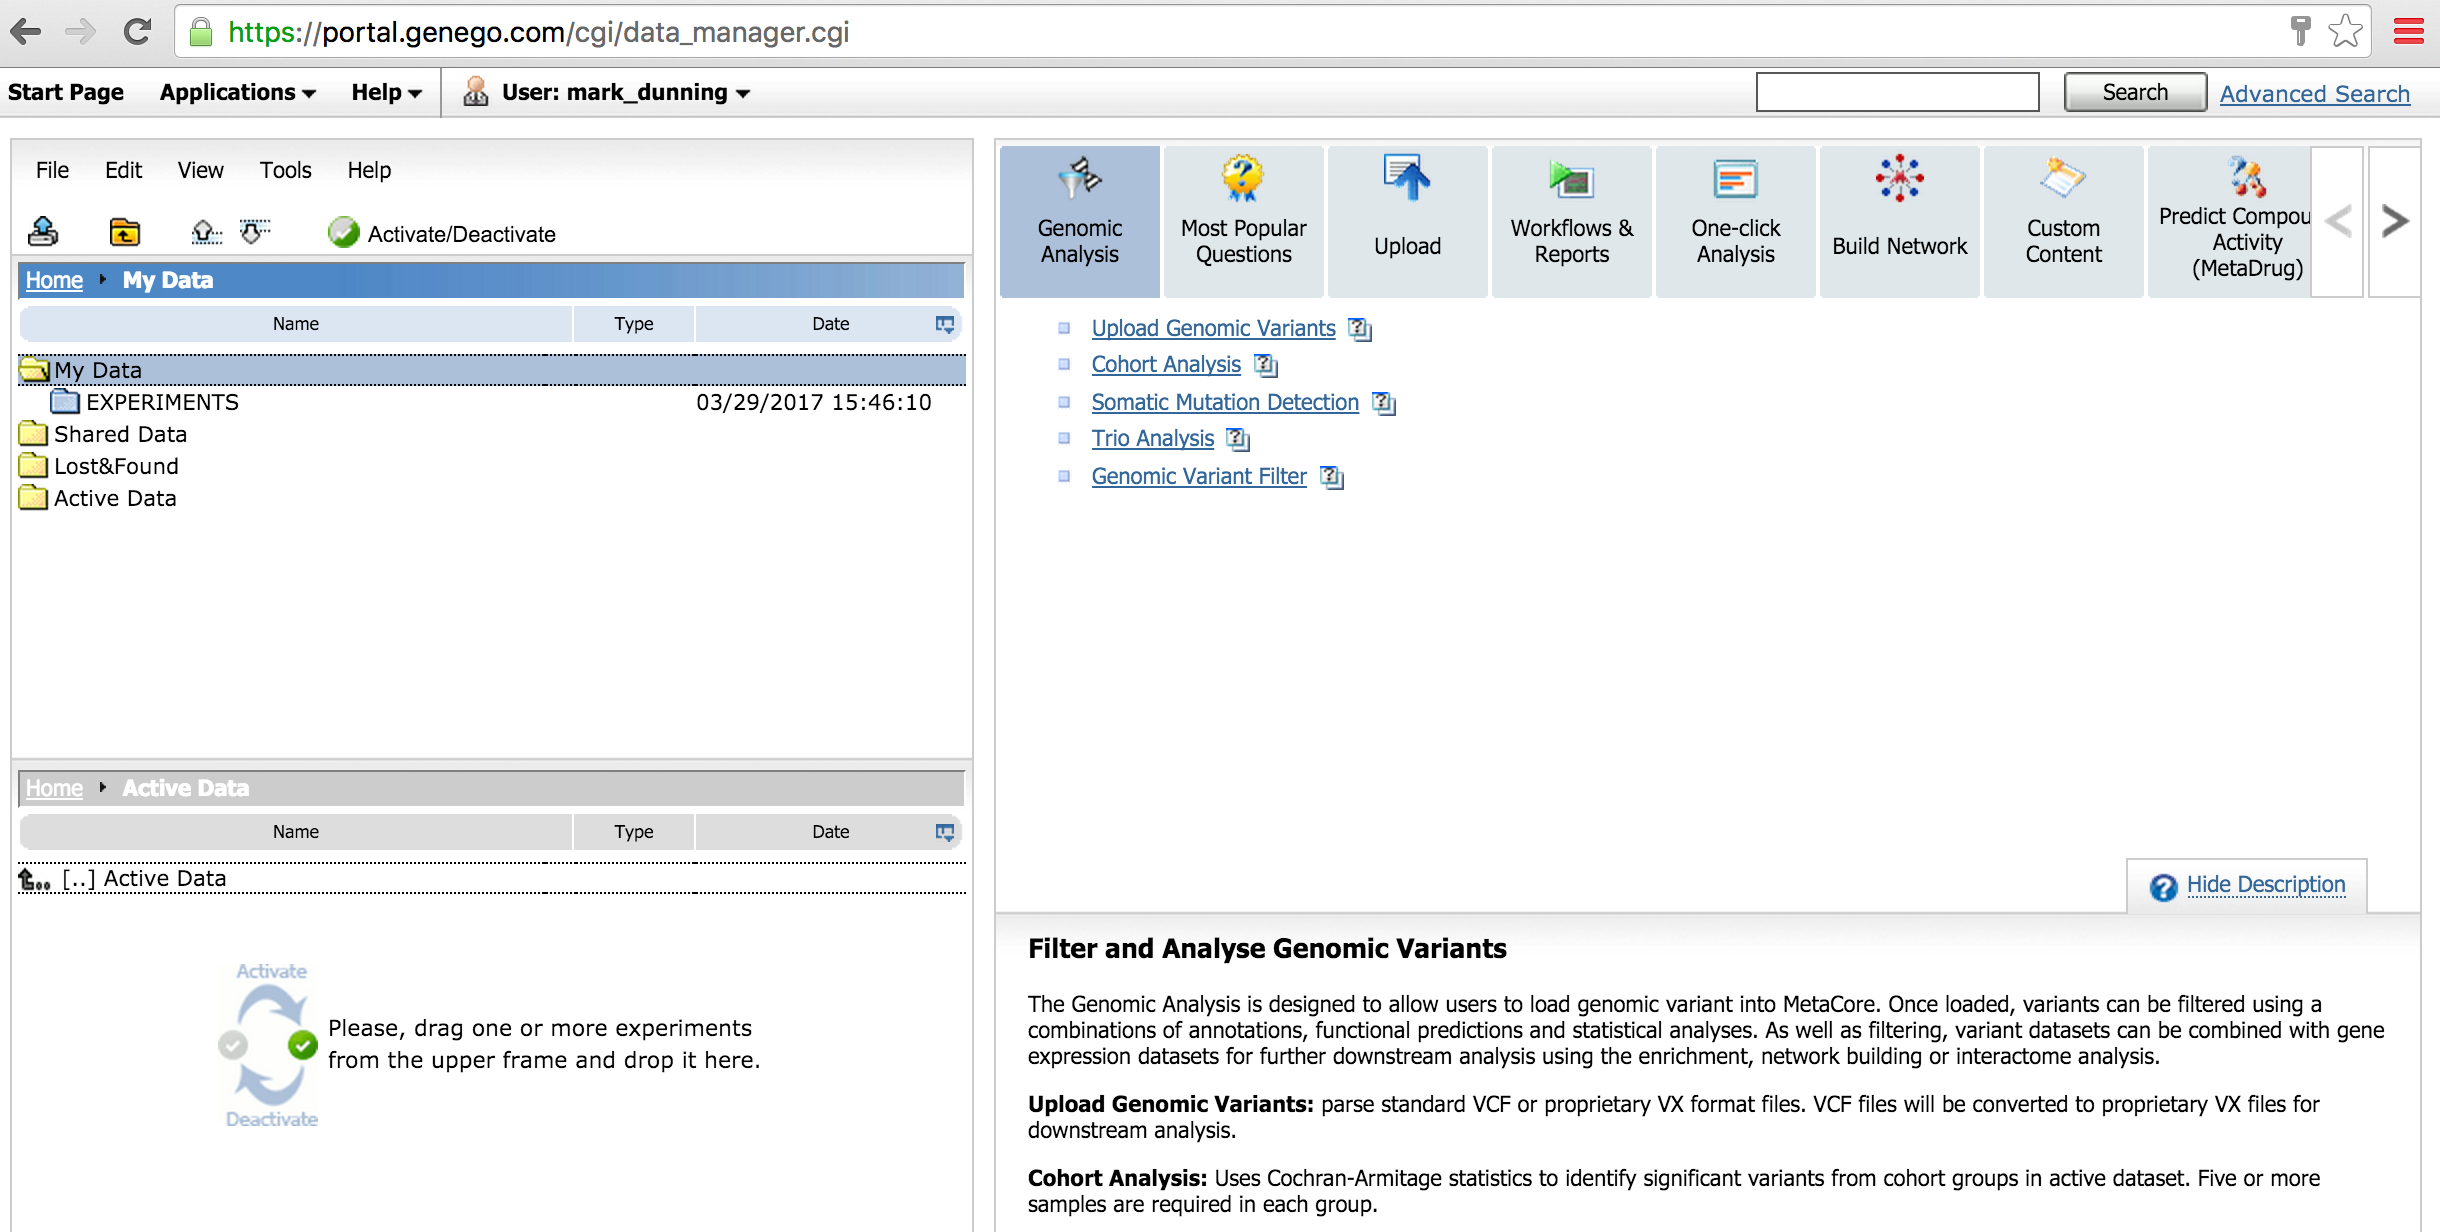 https://portal.genego.com/cgi/data_manager.cgi
Start Page Applications Help User: mark_dunning Search Advanced Search
File Edit View Tools Help
Activate/Deactivate
Home My Data
Name Type Date
My Data
EXPERIMENTS 03/29/2017 15:46:10
Shared Data
Lost&Found
Active Data
Home Active Data
Name Type Date
[..] Active Data
Activate
Please, drag one or more experiments
from the upper frame and drop it here.
Deactivate
Genomic
Analysis
Most Popular
Questions
Upload
Workflows &
Reports
One-click
Analysis
Build Network
Custom
Content
Predict Compou
Activity
(MetaDrug)
Upload Genomic Variants
Cohort Analysis
Somatic Mutation Detection
Trio Analysis
Genomic Variant Filter
Hide Description
Filter and Analyse Genomic Variants
The Genomic Analysis is designed to allow users to load genomic variant into MetaCore. Once loaded, variants can be filtered using a
combinations of annotations, functional predictions and statistical analyses. As well as filtering, variant datasets can be combined with gene
expression datasets for further downstream analysis using the enrichment, network building or interactome analysis.
Upload Genomic Variants: parse standard VCF or proprietary VX format files. VCF files will be converted to proprietary VX files for
downstream analysis.
Cohort Analysis: Uses Cochran-Armitage statistics to identify significant variants from cohort groups in active dataset. Five or more
samples are required in each group.